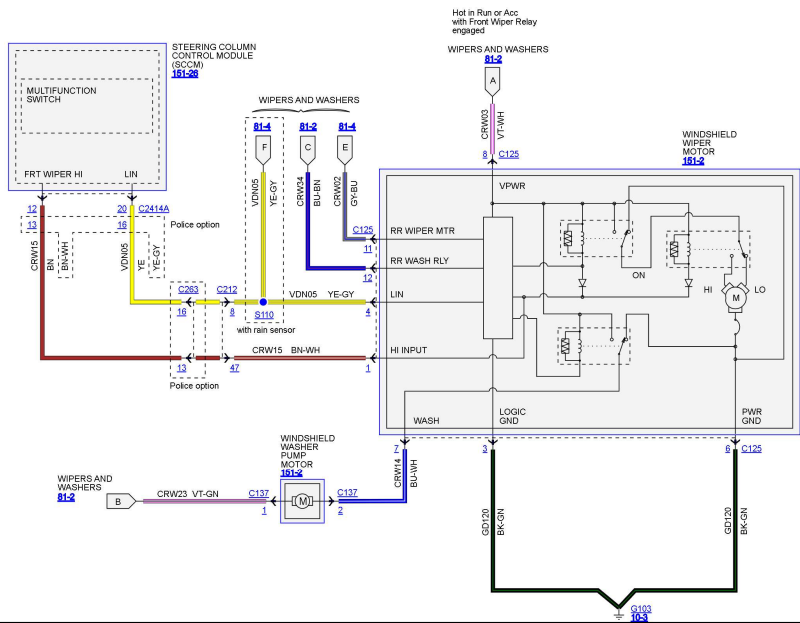 Hot in Run or Acc
with Front Wiper Relay
engaged
WIPERS AND WASHERS
81-2
A
CRW03
VT-WH
8 C125
STEERING COLUMN
CONTROL MODULE
(SCCM)
151-26
MULTIFUNCTION
SWITCH
FRT WIPER HI
LIN
WIPERS AND WASHERS
81-4
81-2
81-4
F
C
E
VDN05
YE-GY
CRW34
BU-BN
CRW02
GY-BU
WINDSHIELD
WIPER
MOTOR
151-2
VPWR
12
20 C2414A
13
16
Police option
CRW15
BN
BN-WH
VDN05
YE
YE-GY
C125
11
RR WIPER MTR
12
RR WASH RLY
ON
HI
LO
M
C263
C212
16
8
S110
with rain sensor
VDN05 YE-GY
4
LIN
CRW15 BN-WH
1
HI INPUT
13
47
Police option
WASH
LOGIC
GND
PWR
GND
7
3
6 C125
WINDSHIELD
WASHER
PUMP
MOTOR
151-2
WIPERS AND
WASHERS
81-2
B
CRW23 VT-GN
C137
1
M
C137
2
CRW14
BU-WH
GD120
BK-GN
GD120
BK-GN
G103
10-3